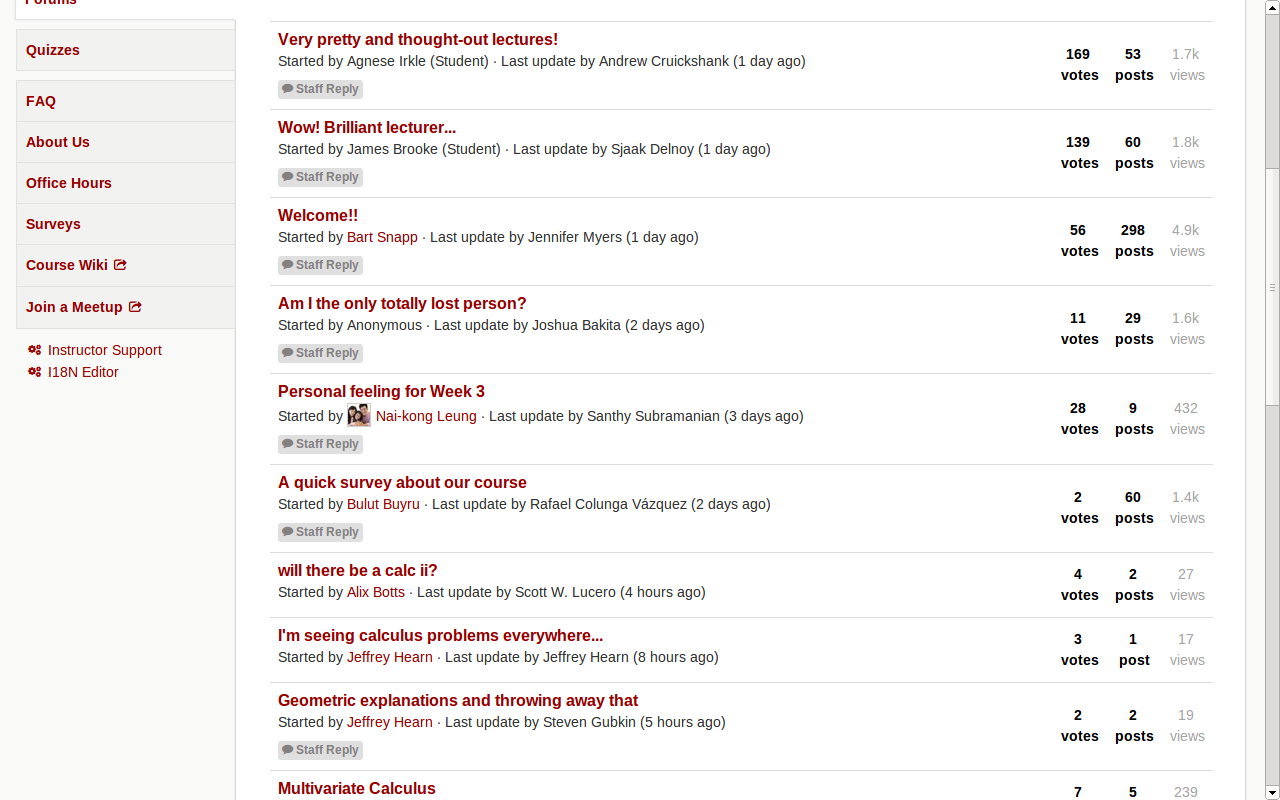 Forums
Quizzes
FAQ
About Us
Office Hours
Surveys
Course Wiki
Join a Meetup
Instructor Support
I18N Editor
Very pretty and thought-out lectures!
Started by Agnese Irkle (Student) · Last update by Andrew Cruickshank (1 day ago)
Staff Reply
169 votes 53 posts 1.7k views
Wow! Brilliant lecturer...
Started by James Brooke (Student) · Last update by Sjaak Delnoy (1 day ago)
Staff Reply
139 votes 60 posts 1.8k views
Welcome!!
Started by Bart Snapp · Last update by Jennifer Myers (1 day ago)
Staff Reply
56 votes 298 posts 4.9k views
Am I the only totally lost person?
Started by Anonymous · Last update by Joshua Bakita (2 days ago)
Staff Reply
11 votes 29 posts 1.6k views
Personal feeling for Week 3
Started by Nai-kong Leung · Last update by Santhy Subramanian (3 days ago)
Staff Reply
28 votes 9 posts 432 views
A quick survey about our course
Started by Bulut Buyru · Last update by Rafael Colunga Vázquez (2 days ago)
Staff Reply
2 votes 60 posts 1.4k views
will there be a calc ii?
Started by Alix Botts · Last update by Scott W. Lucero (4 hours ago)
4 votes 2 posts 27 views
I'm seeing calculus problems everywhere...
Started by Jeffrey Hearn · Last update by Jeffrey Hearn (8 hours ago)
3 votes 1 post 17 views
Geometric explanations and throwing away that
Started by Jeffrey Hearn · Last update by Steven Gubkin (5 hours ago)
Staff Reply
2 votes 2 posts 19 views
Multivariate Calculus
7 5 239